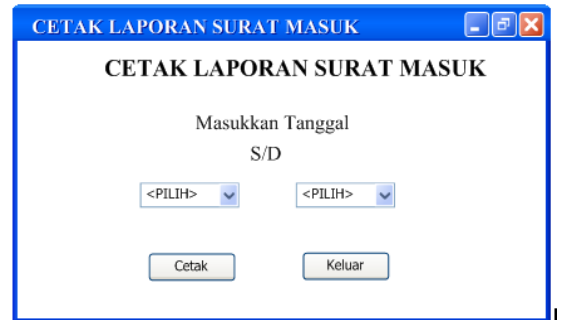 CETAK LAPORAN SURAT MASUK
CETAK LAPORAN SURAT MASUK
Masukkan Tanggal
S/D
<PILIH> <PILIH>
Cetak Keluar